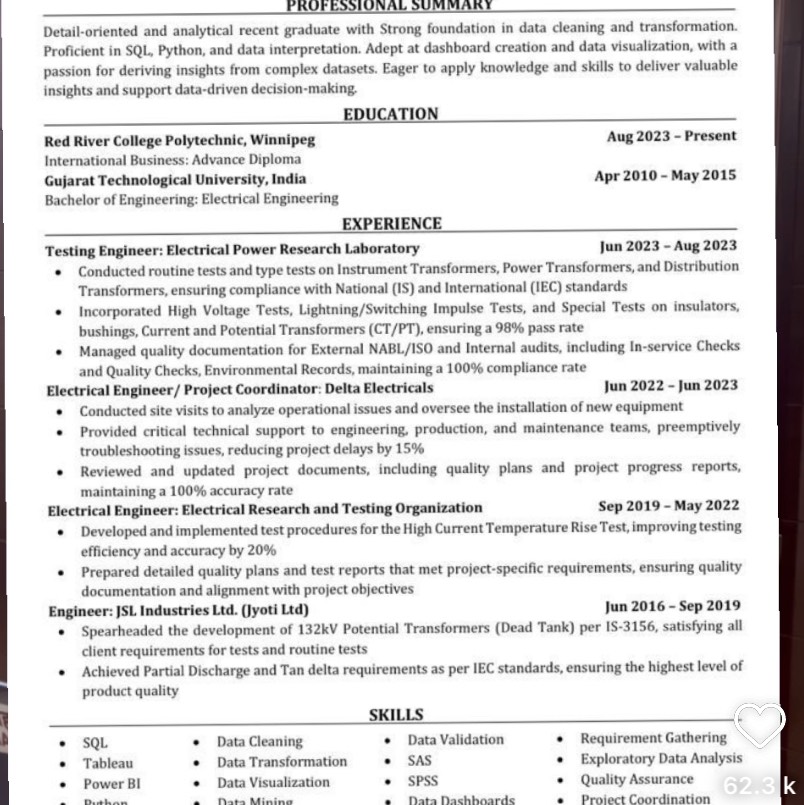 PROFESSIONAL SUMMARY
Detail-oriented and analytical recent graduate with Strong foundation in data cleaning and transformation.
Proficient in SQL, Python, and data interpretation. Adept at dashboard creation and data visualization, with a
passion for deriving insights from complex datasets. Eager to apply knowledge and skills to deliver valuable
insights and support data-driven decision-making.
EDUCATION
Red River College Polytechnic, Winnipeg Aug 2023 – Present
International Business: Advance Diploma
Gujarat Technological University, India Apr 2010 – May 2015
Bachelor of Engineering: Electrical Engineering
EXPERIENCE
Testing Engineer: Electrical Power Research Laboratory Jun 2023 – Aug 2023
• Conducted routine tests and type tests on Instrument Transformers, Power Transformers, and Distribution
Transformers, ensuring compliance with National (IS) and International (IEC) standards
• Incorporated High Voltage Tests, Lightning/Switching Impulse Tests, and Special Tests on insulators,
bushings, Current and Potential Transformers (CT/PT), ensuring a 98% pass rate
• Managed quality documentation for External NABL/ISO and Internal audits, including In-service Checks
and Quality Checks, Environmental Records, maintaining a 100% compliance rate
Electrical Engineer/ Project Coordinator: Delta Electricals Jun 2022 – Jun 2023
• Conducted site visits to analyze operational issues and oversee the installation of new equipment
• Provided critical technical support to engineering, production, and maintenance teams, preemptively
troubleshooting issues, reducing project delays by 15%
• Reviewed and updated project documents, including quality plans and project progress reports,
maintaining a 100% accuracy rate
Electrical Engineer: Electrical Research and Testing Organization Sep 2019 – May 2022
• Developed and implemented test procedures for the High Current Temperature Rise Test, improving testing
efficiency and accuracy by 20%
• Prepared detailed quality plans and test reports that met project-specific requirements, ensuring quality
documentation and alignment with project objectives
Engineer: JSL Industries Ltd. (Jyoti Ltd) Jun 2016 – Sep 2019
• Spearheaded the development of 132kV Potential Transformers (Dead Tank) per IS-3156, satisfying all
client requirements for tests and routine tests
• Achieved Partial Discharge and Tan delta requirements as per IEC standards, ensuring the highest level of
product quality
SKILLS
• SQL • Data Cleaning • Data Validation • Requirement Gathering
• Tableau • Data Transformation • SAS • Exploratory Data Analysis
• Power BI • Data Visualization • SPSS • Quality Assurance
• Python • Data Mining • Data Dashboards • Project Coordination
62.3 k